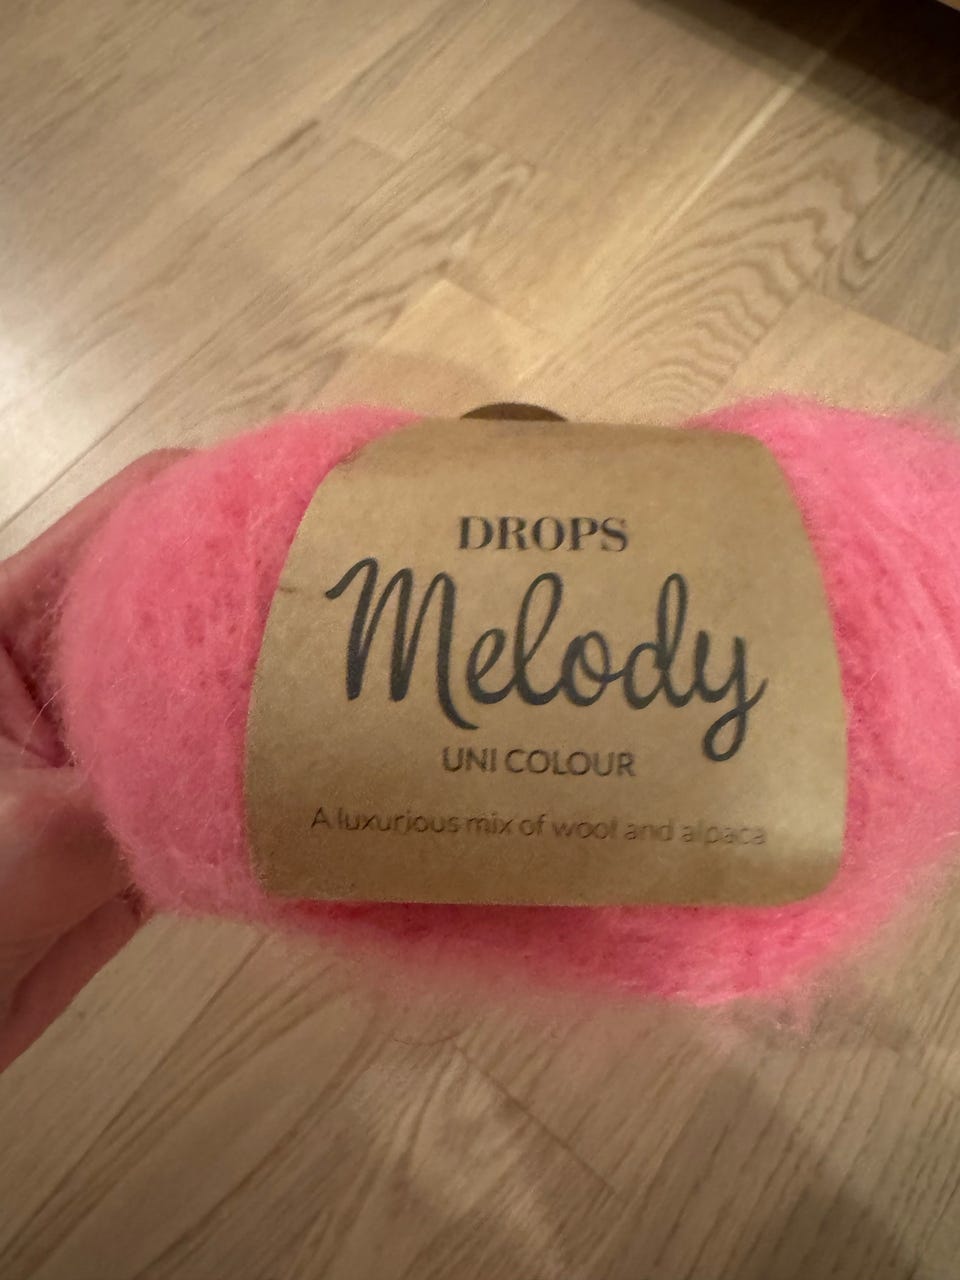 DROPS
Melody
UNI COLOUR
A luxurious mix of wool and alpaca